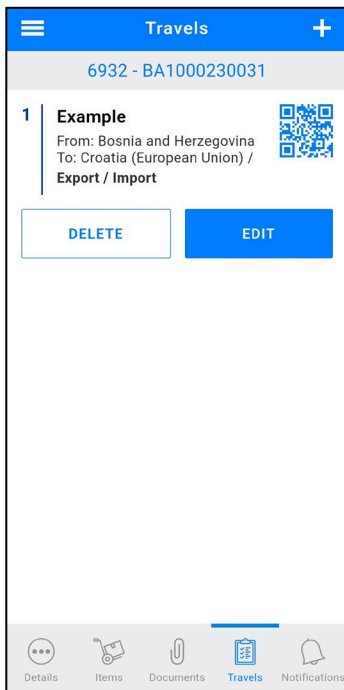 Travels
6932 - BA1000230031
1
Example
From: Bosnia and Herzegovina
To: Croatia (European Union) /
Export / Import
DELETE
EDIT
Details
Items
Documents
Travels
Notifications